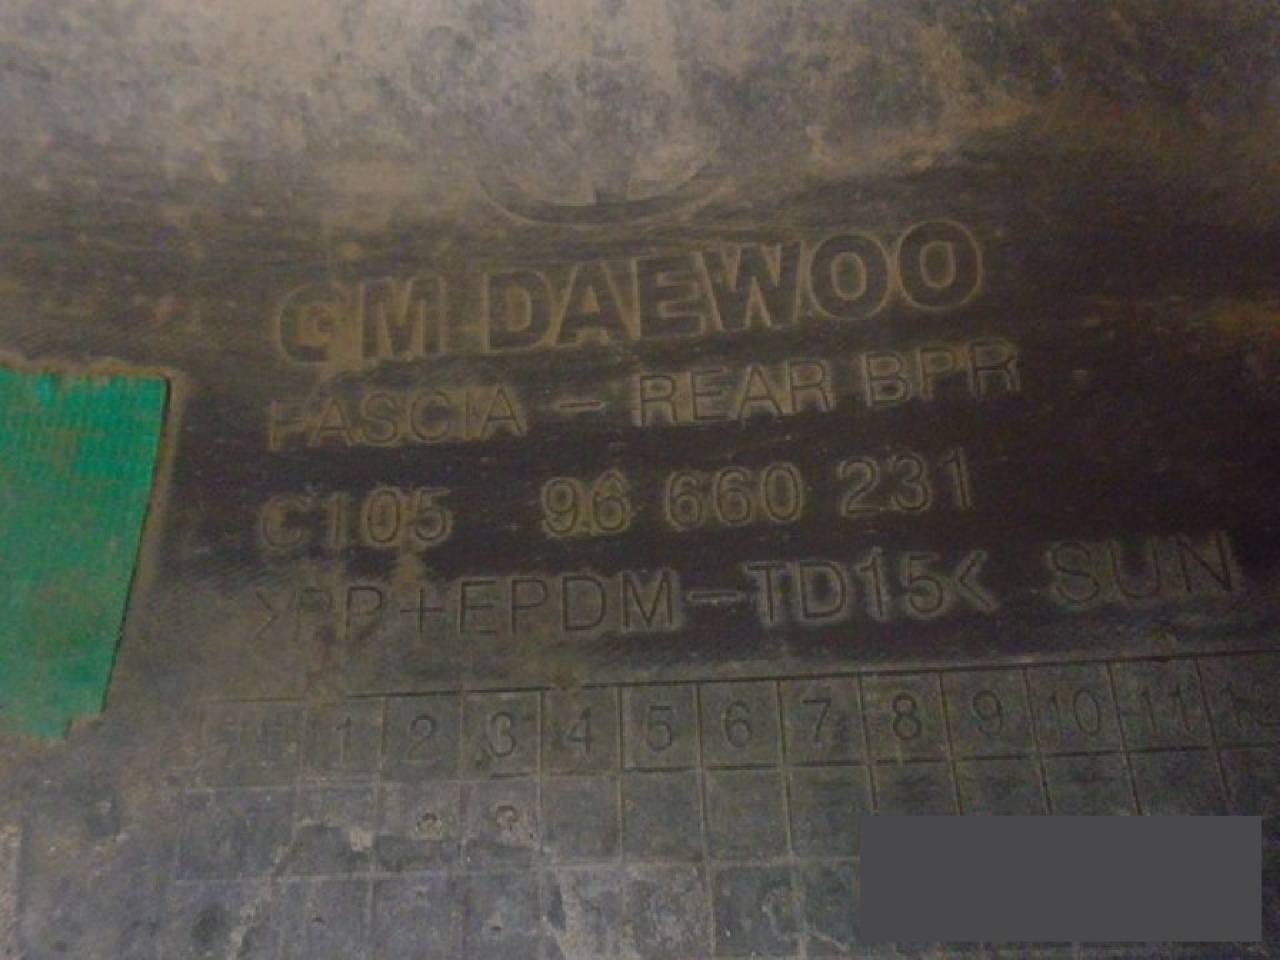 GM DAEWOO
FASCIA - REAR BPR
C105 96 660 231
>PP+EPDM-TD15< SUN
1 2 3 4 5 6 7 8 9 10 11